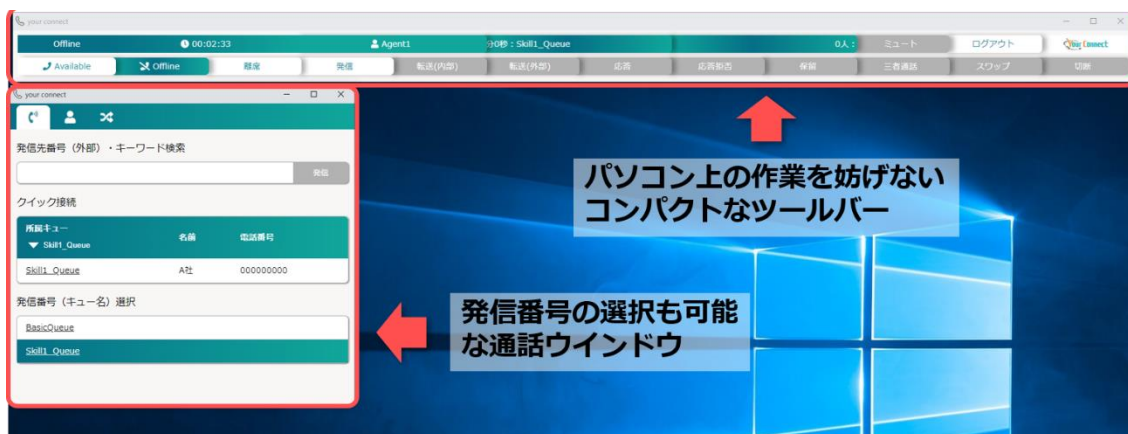 your connect
Offline 00:02:33 Agent1 分0秒：Skill1_Queue 0人： ミュート ログアウト Your Connect
Available Offline 離席 発信 転送(内部) 転送(外部) 応答 応答拒否 保留 三者通話 スワップ 切断
your connect
発信先番号（外部）・キーワード検索
発信
クイック接続
所属キュー 名前 電話番号
Skill1_Queue
Skill1_Queue A社 000000000
発信番号（キュー名）選択
BasicQueue
Skill1_Queue
パソコン上の作業を妨げない
コンパクトなツールバー
発信番号の選択も可能
な通話ウインドウ